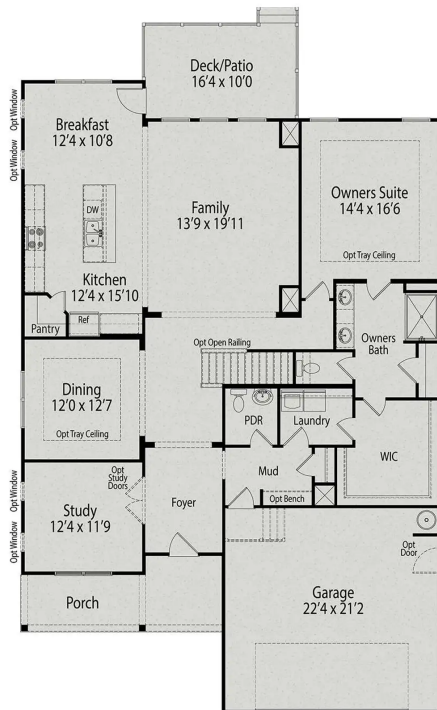 Deck/Patio
16'4 x 10'0
Opt Window
Breakfast
12'4 x 10'8
Opt Window
Family
13'9 x 19'11
Owners Suite
14'4 x 16'6
Opt Tray Ceiling
DW
Kitchen
12'4 x 15'10
Pantry
Ref
Opt Open Railing
Owners
Bath
Dining
12'0 x 12'7
Opt Tray Ceiling
PDR
Laundry
WIC
Mud
Opt Bench
Opt
Study
Doors
Opt Window
Study
12'4 x 11'9
Opt Window
Foyer
Opt
Door
Porch
Garage
22'4 x 21'2